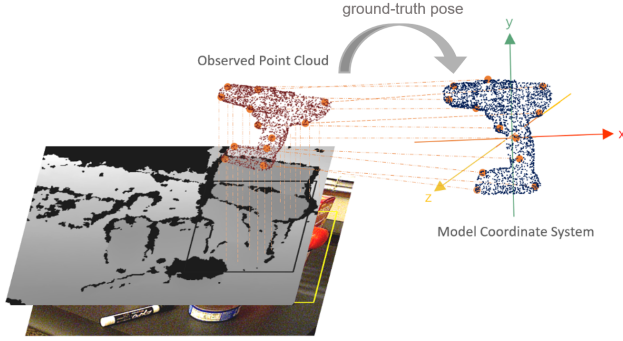 ground-truth pose
Observed Point Cloud
y
x
z
Model Coordinate System